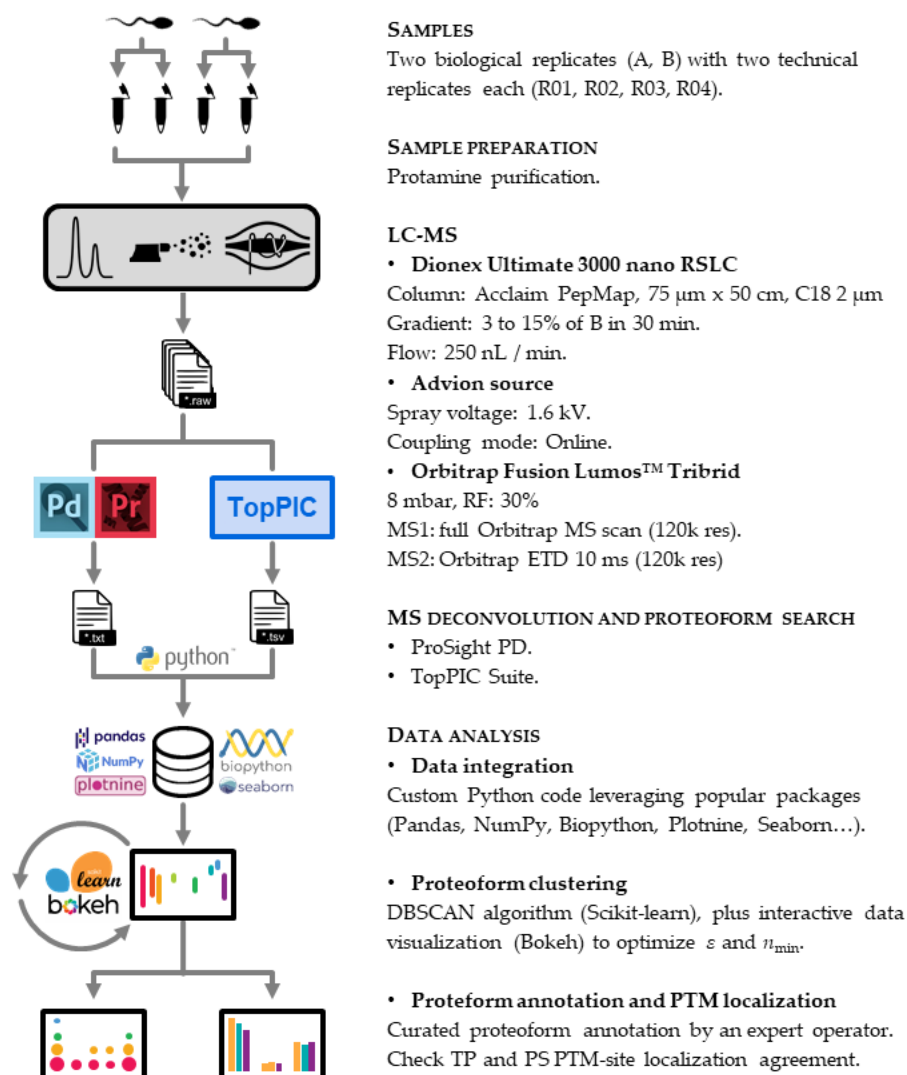 SAMPLES
Two biological replicates (A, B) with two technical
replicates each (R01, R02, R03, R04).
SAMPLE PREPARATION
Protamine purification.
LC-MS
• Dionex Ultimate 3000 nano RSLC
Column: Acclaim PepMap, 75 µm x 50 cm, C18 2 µm
Gradient: 3 to 15% of B in 30 min.
Flow: 250 nL / min.
*.raw
• Advion source
Spray voltage: 1.6 kV.
Coupling mode: Online.
• Orbitrap Fusion Lumos™ Tribrid
8 mbar, RF: 30%
MS1: full Orbitrap MS scan (120k res).
MS2: Orbitrap ETD 10 ms (120k res)
Pd
Pr
TopPIC
*.txt
*.tsv
python™
MS DECONVOLUTION AND PROTEOFORM SEARCH
• ProSight PD.
• TopPIC Suite.
pandas
NumPy
plotnine
biopython
seaborn
DATA ANALYSIS
• Data integration
Custom Python code leveraging popular packages
(Pandas, NumPy, Biopython, Plotnine, Seaborn…).
learn
bokeh
• Proteoform clustering
DBSCAN algorithm (Scikit-learn), plus interactive data
visualization (Bokeh) to optimize ε and nmin.
• Proteform annotation and PTM localization
Curated proteoform annotation by an expert operator.
Check TP and PS PTM-site localization agreement.